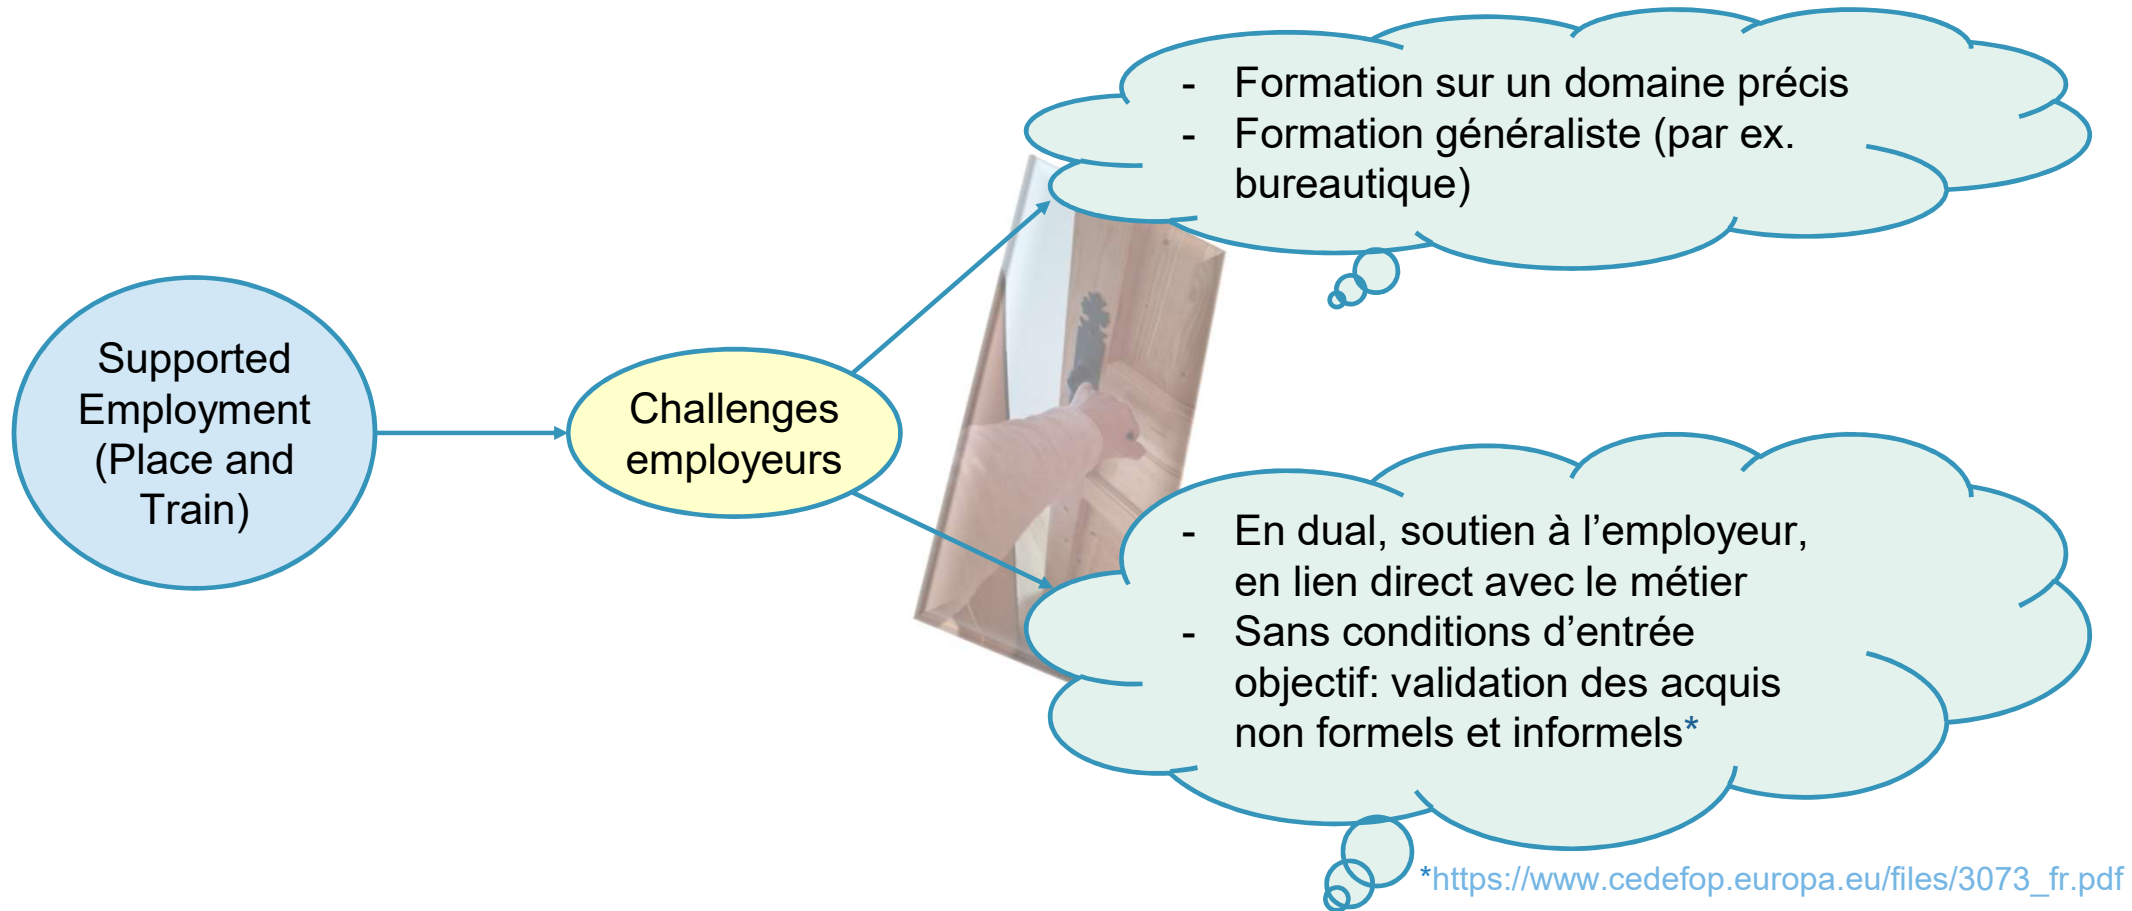 Supported
Employment
(Place and
Train)
Challenges
employeurs
- Formation sur un domaine précis
- Formation généraliste (par ex.
bureautique)
- En dual, soutien à l’employeur,
en lien direct avec le métier
- Sans conditions d’entrée
objectif: validation des acquis
non formels et informels*
*https://www.cedefop.europa.eu/files/3073_fr.pdf